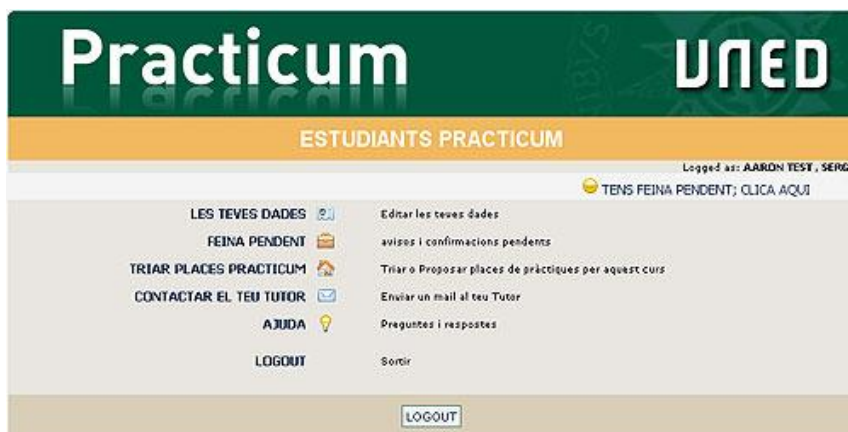 Practicum UNED
ESTUDIANTS PRACTICUM
Logged as: AARON TEST, SERG
TENS FEINA PENDENT; CLICA AQUI
LES TEVES DADES Editar les teves dades
FEINA PENDENT avisos i confirmacions pendents
TRIAR PLACES PRACTICUM Triar o Proposar places de pràctiques per aquest curs
CONTACTAR EL TEU TUTOR Enviar un mail al teu Tutor
AJUDA Preguntes i respostes
LOGOUT Sortir
LOGOUT